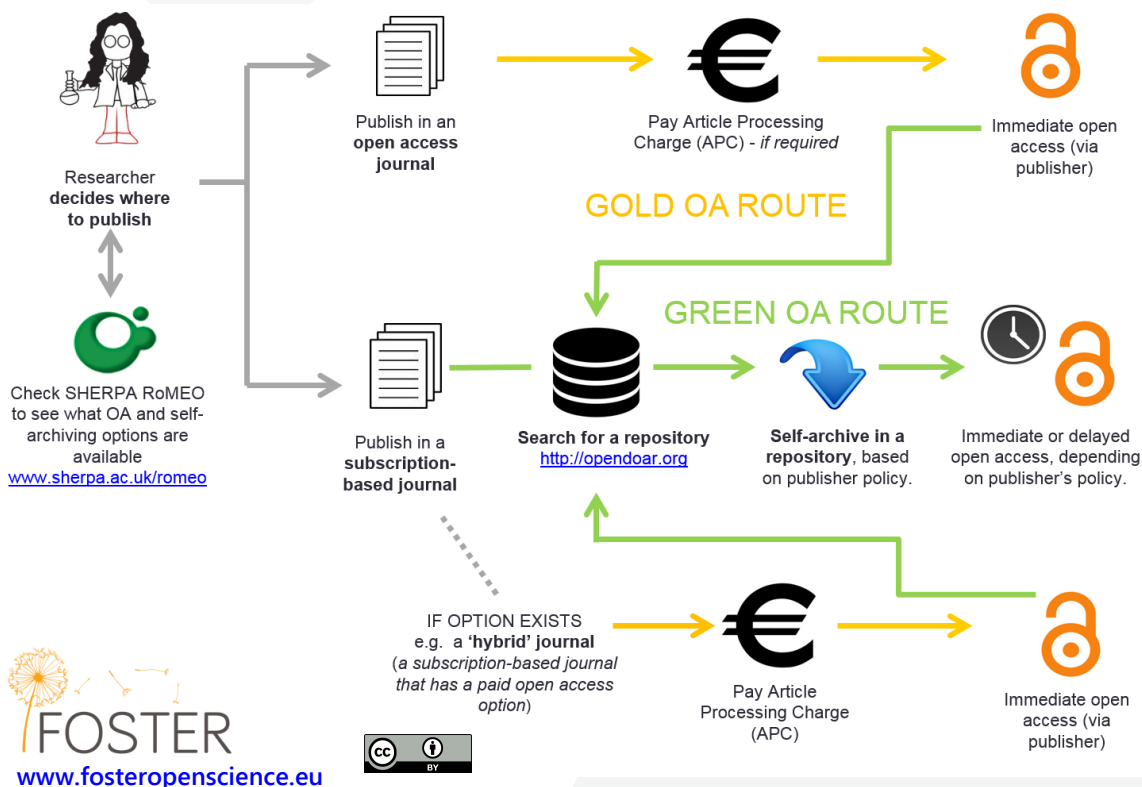 Researcher
decides where
to publish
Check SHERPA RoMEO
to see what OA and self-
archiving options are
available
www.sherpa.ac.uk/romeo
Publish in an
open access
journal
Pay Article Processing
Charge (APC) - if required
Immediate open
access (via
publisher)
GOLD OA ROUTE
GREEN OA ROUTE
Publish in a
subscription-
based journal
Search for a repository
http://opendoar.org
Self-archive in a
repository, based
on publisher policy.
Immediate or delayed
open access, depending
on publisher's policy.
IF OPTION EXISTS
e.g. a ‘hybrid’ journal
(a subscription-based journal
that has a paid open access
option)
Pay Article
Processing Charge
(APC)
Immediate open
access (via
publisher)
FOSTER
www.fosteropenscience.eu
cc
BY